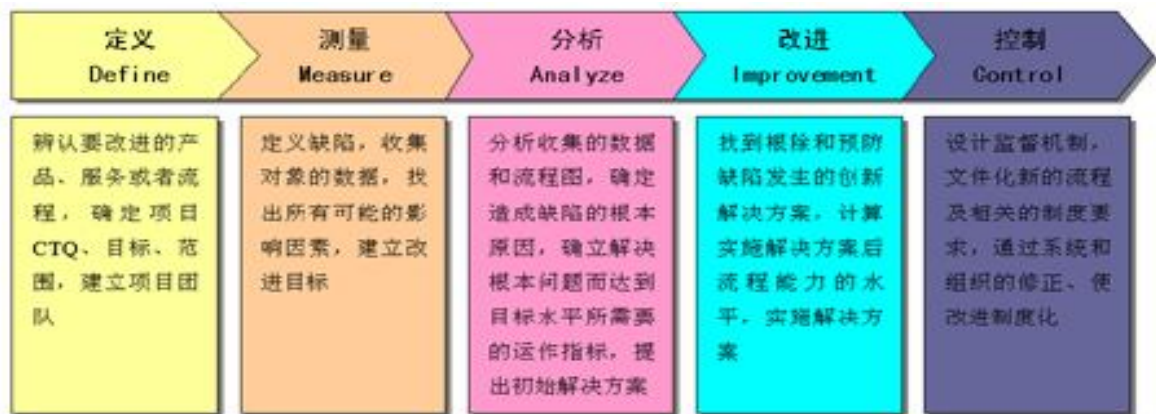 定义
Define
测量
Measure
分析
Analyze
改进
Improvement
控制
Control
辨认要改进的产
品、服务或者流
程，确定项目
CTQ、目标、范
围，建立项目团
队
定义缺陷，收集
对象的数据，找
出所有可能的影
响因素，建立改
进目标
分析收集的数据
和流程图，确定
造成缺陷的根本
原因，确立解决
根本问题而达到
目标水平所需要
的运作指标，提
出初始解决方案
找到根除和预防
缺陷发生的创新
解决方案，计算
实施解决方案后
流程能力的水
平，实施解决方
案
设计监督机制，
文件化新的流程
及相关的制度要
求，通过系统和
组织的修正、使
改进制度化